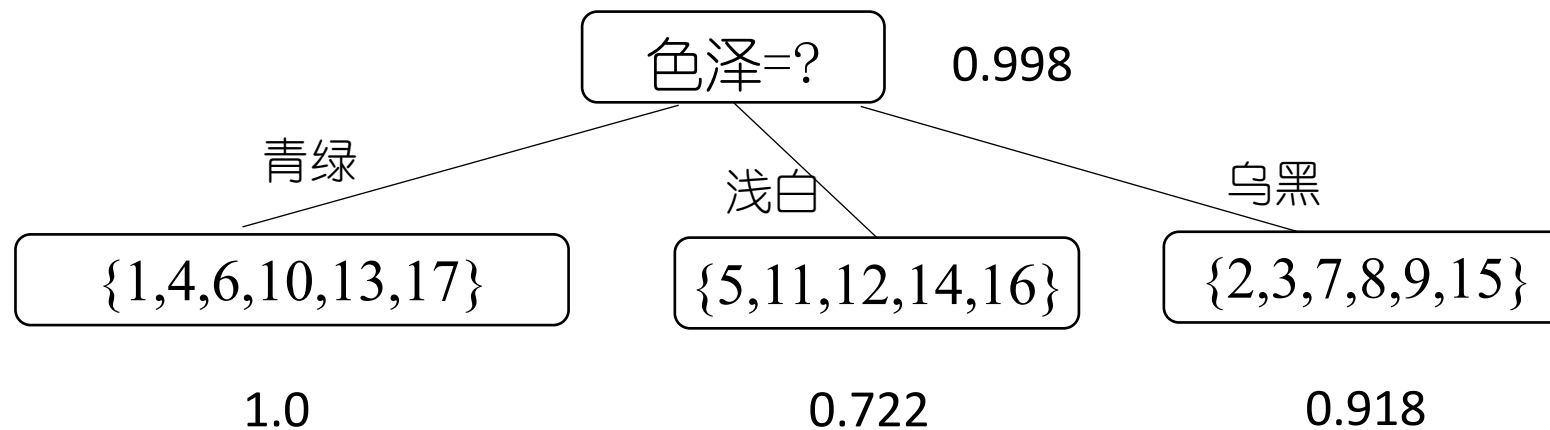 色泽=? 0.998
青绿
浅白
乌黑
{1,4,6,10,13,17}
{5,11,12,14,16}
{2,3,7,8,9,15}
1.0
0.722
0.918